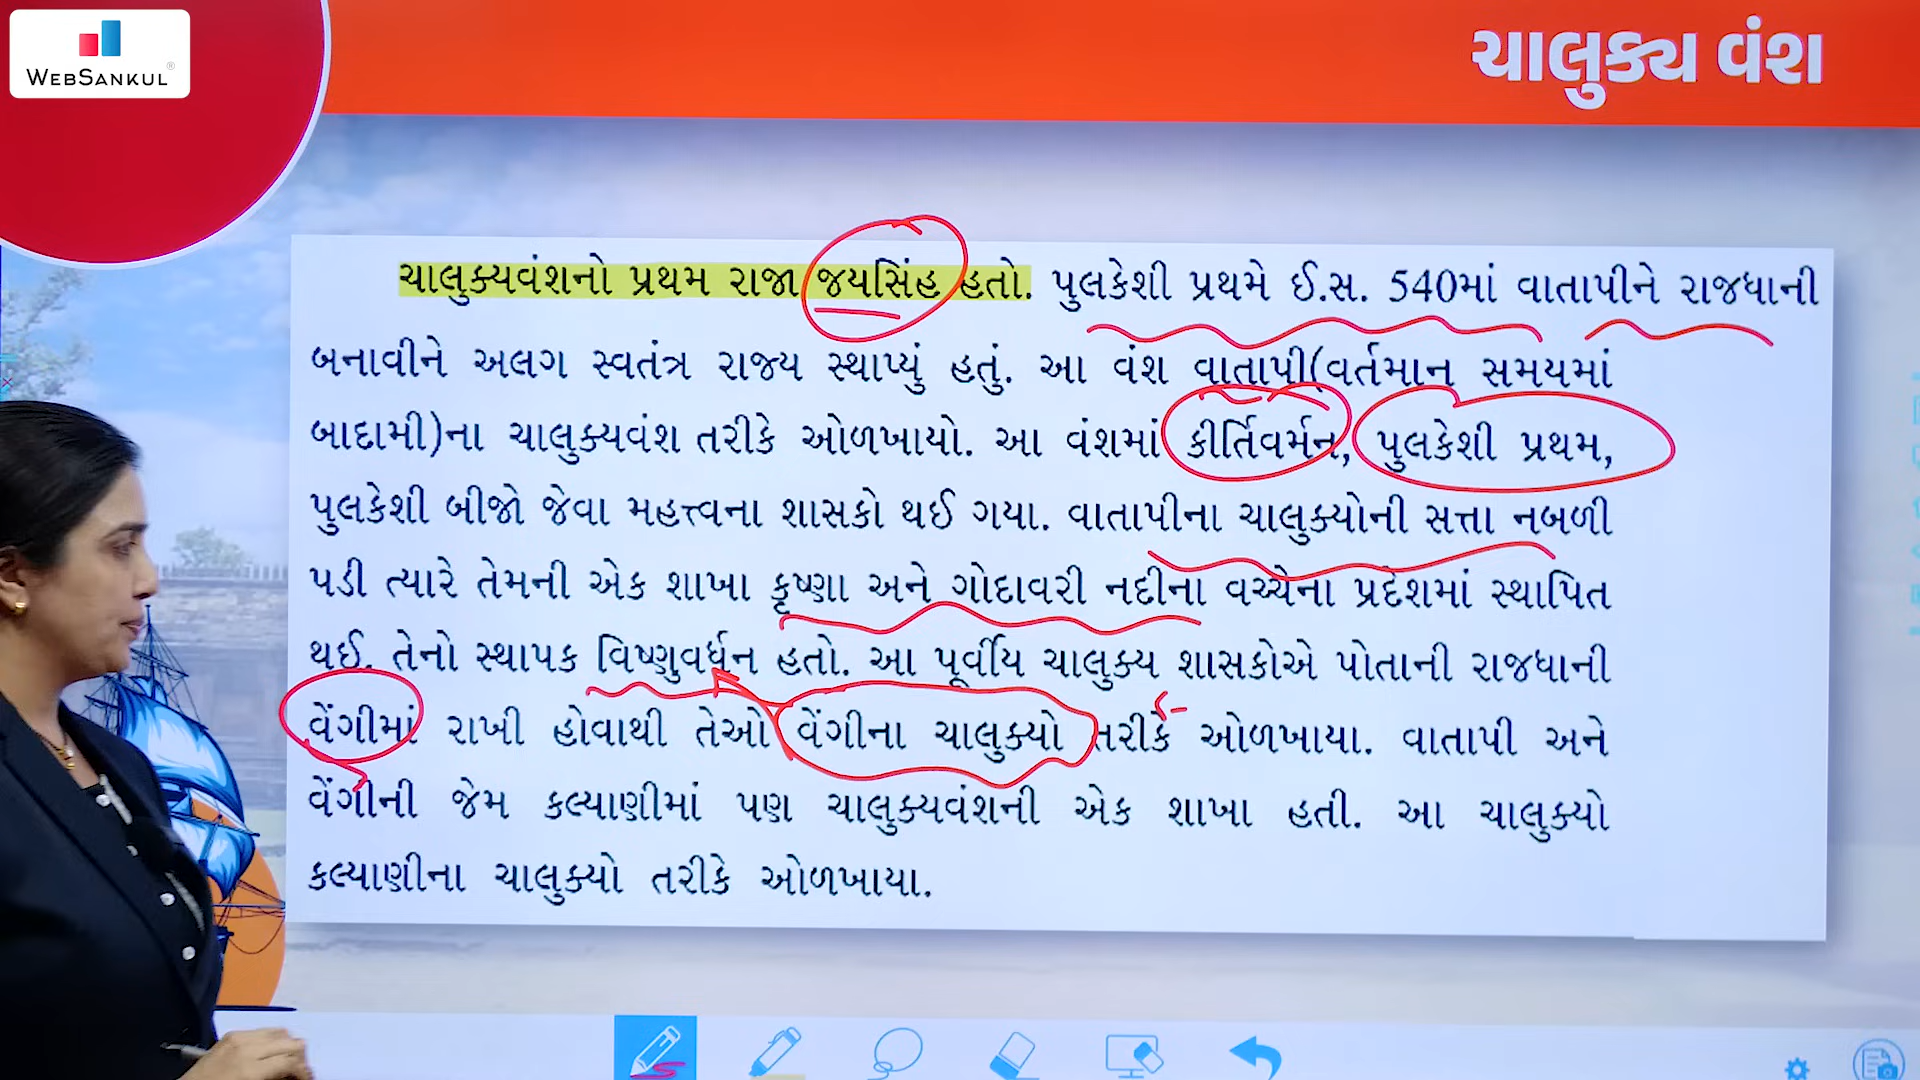 WEBSANKUL
ચાલુક્ય વંશ
ચાલુક્યવંશનો પ્રથમ રાજા જયસિંહ હતો. પુલકેશી પ્રથમે ઈ.સ. 540માં વાતાપીને રાજધાની
બનાવીને અલગ સ્વતંત્ર રાજ્ય સ્થાપ્યું હતું. આ વંશ વાતાપી(વર્તમાન સમયમાં
બાદામી)ના ચાલુક્યવંશ તરીકે ઓળખાયો. આ વંશમાં કીર્તિવર્મન, પુલકેશી પ્રથમ,
પુલકેશી બીજો જેવા મહત્ત્વના શાસકો થઈ ગયા. વાતાપીના ચાલુક્યોની સત્તા નબળી
પડી ત્યારે તેમની એક શાખા કૃષ્ણા અને ગોદાવરી નદીના વચ્ચેના પ્રદેશમાં સ્થાપિત
થઈ. તેનો સ્થાપક વિષ્ણુવર્ધન હતો. આ પૂર્વીય ચાલુક્ય શાસકોએ પોતાની રાજધાની
વેંગીમાં રાખી હોવાથી તેઓ વેંગીના ચાલુક્યો તરીકે ઓળખાયા. વાતાપી અને
વેંગીની જેમ કલ્યાણીમાં પણ ચાલુક્યવંશની એક શાખા હતી. આ ચાલુક્યો
કલ્યાણીના ચાલુક્યો તરીકે ઓળખાયા.